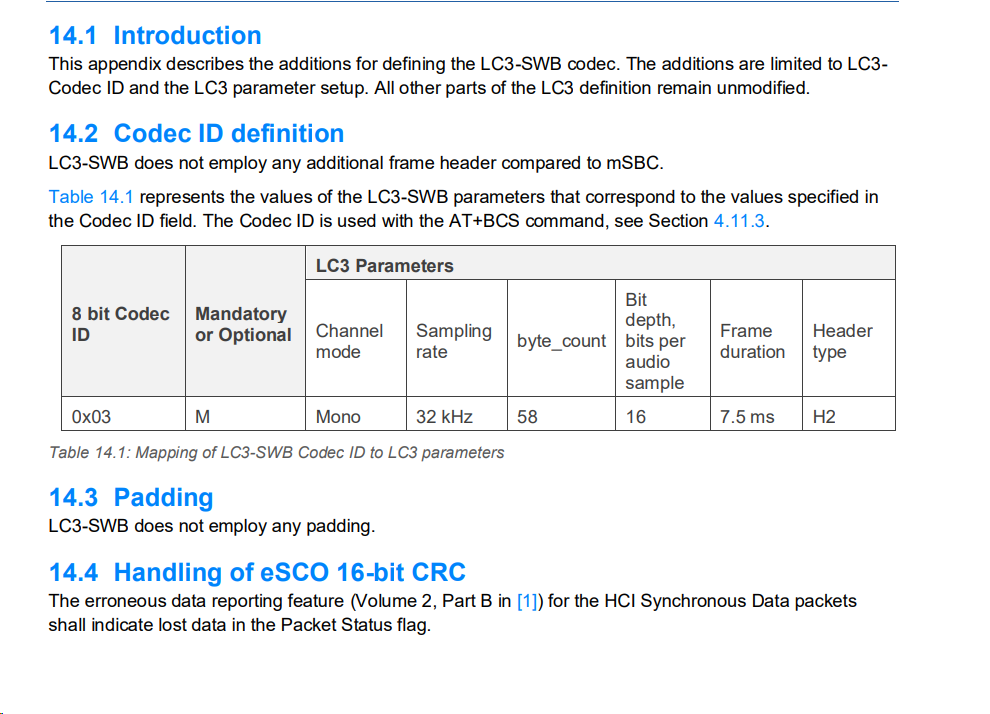 14.1 Introduction
This appendix describes the additions for defining the LC3-SWB codec. The additions are limited to LC3-
Codec ID and the LC3 parameter setup. All other parts of the LC3 definition remain unmodified.
14.2 Codec ID definition
LC3-SWB does not employ any additional frame header compared to mSBC.
Table 14.1 represents the values of the LC3-SWB parameters that correspond to the values specified in
the Codec ID field. The Codec ID is used with the AT+BCS command, see Section 4.11.3.
8 bit Codec
ID
Mandatory
or Optional
LC3 Parameters
Channel
mode
Sampling
rate
byte_count
Bit
depth,
bits per
audio
sample
Frame
duration
Header
type
0x03 M Mono 32 kHz 58 16 7.5 ms H2
Table 14.1: Mapping of LC3-SWB Codec ID to LC3 parameters
14.3 Padding
LC3-SWB does not employ any padding.
14.4 Handling of eSCO 16-bit CRC
The erroneous data reporting feature (Volume 2, Part B in [1]) for the HCI Synchronous Data packets
shall indicate lost data in the Packet Status flag.